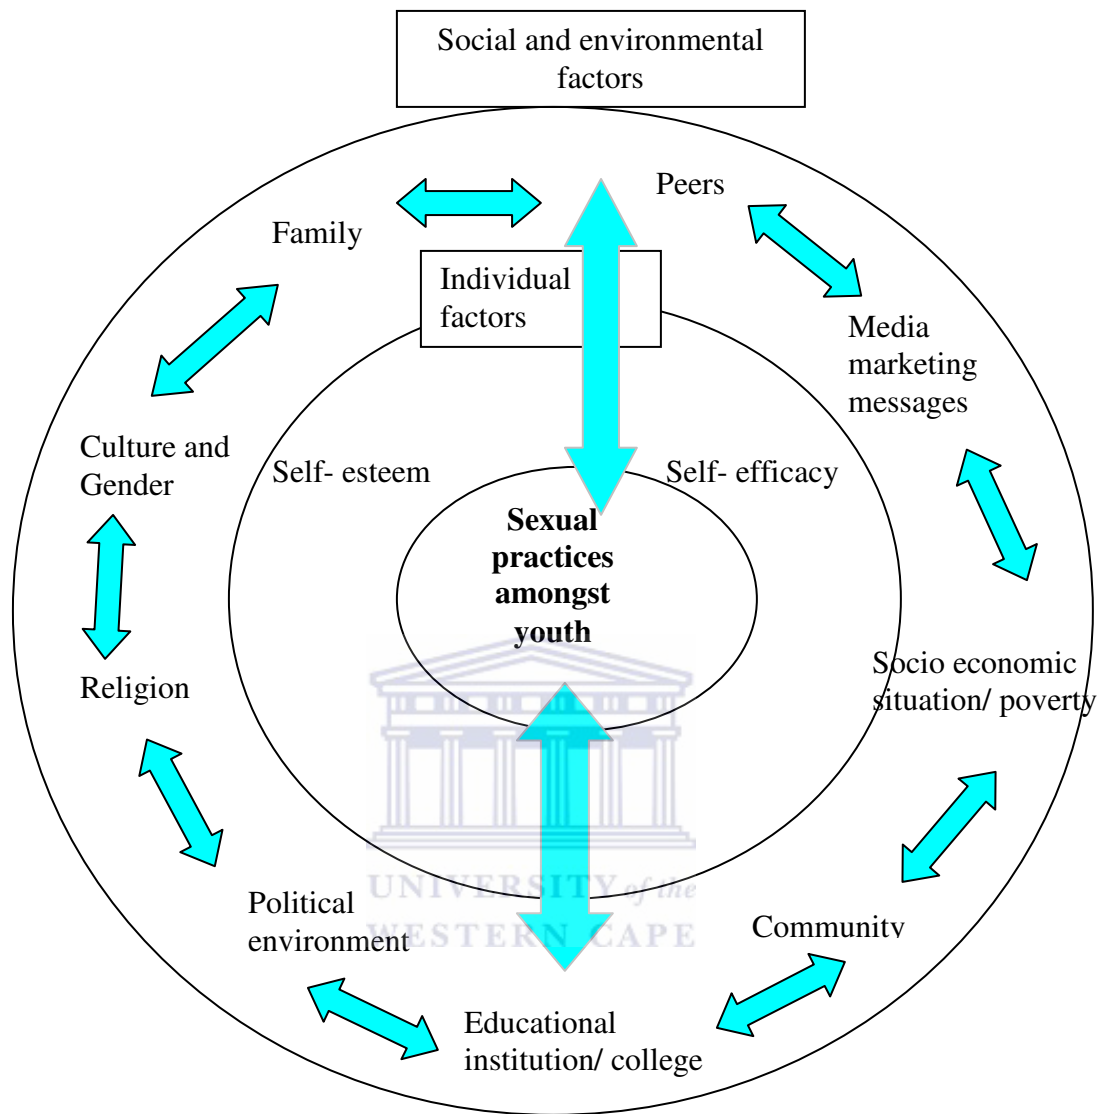 Social and environmental
factors
Peers
Family
Individual
factors
Media
marketing
messages
Culture and
Gender
Self- esteem
Self- efficacy
Sexual
practices
amongst
youth
Religion
Socio economic
situation/ poverty
UNIVERSITY of the
WESTERN CAPE
Political
environment
Community
Educational
institution/ college